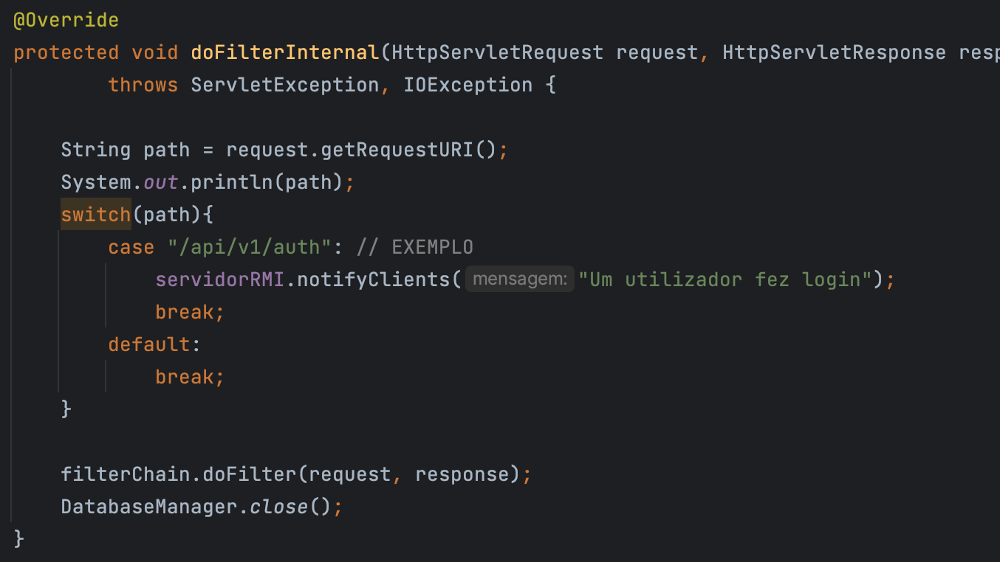 @Override
protected void doFilterInternal(HttpServletRequest request, HttpServletResponse resp
throws ServletException, IOException {
String path = request.getRequestURI();
System.out.println(path);
switch(path){
case "/api/v1/auth": // EXEMPLO
servidorRMI.notifyClients( mensagem: "Um utilizador fez login");
break;
default:
break;
}
filterChain.doFilter(request, response);
DatabaseManager.close();
}